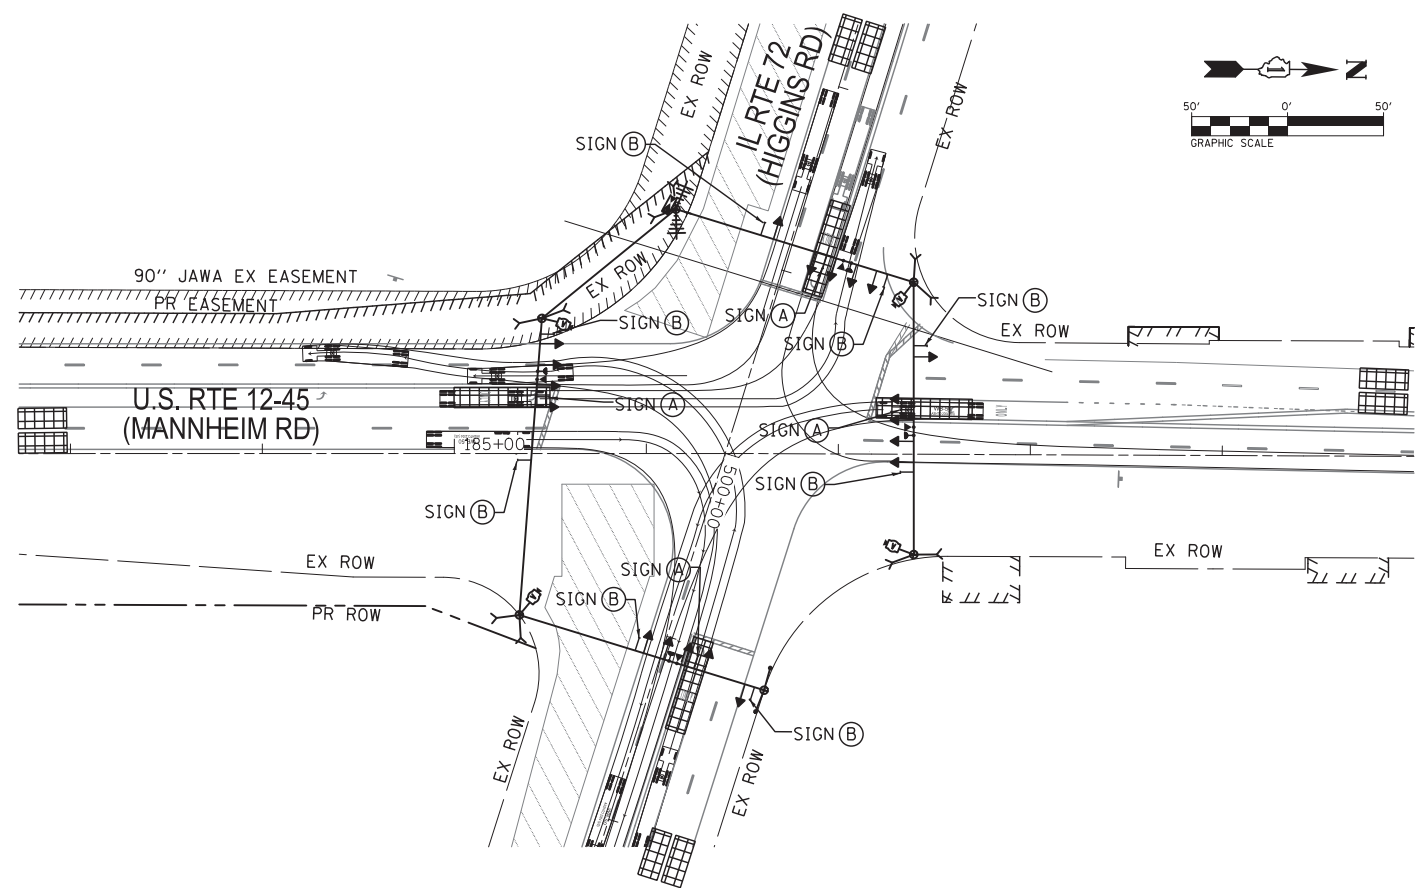 EX ROW
IL RTE 72
(HIGGINS RD)
EX ROW
N
50'
0'
50'
GRAPHIC SCALE
SIGN B
90'' JAWA EX EASEMENT
PR EASEMENT
EX ROW
SIGN B
SIGN A
SIGN B
SIGN B
EX ROW
U.S. RTE 12-45
(MANNHEIM RD)
SIGN A
SIGN A
185+00
500+00
SIGN B
SIGN B
EX ROW
EX ROW
SIGN A
SIGN B
PR ROW
SIGN B
EX ROW
EX ROW